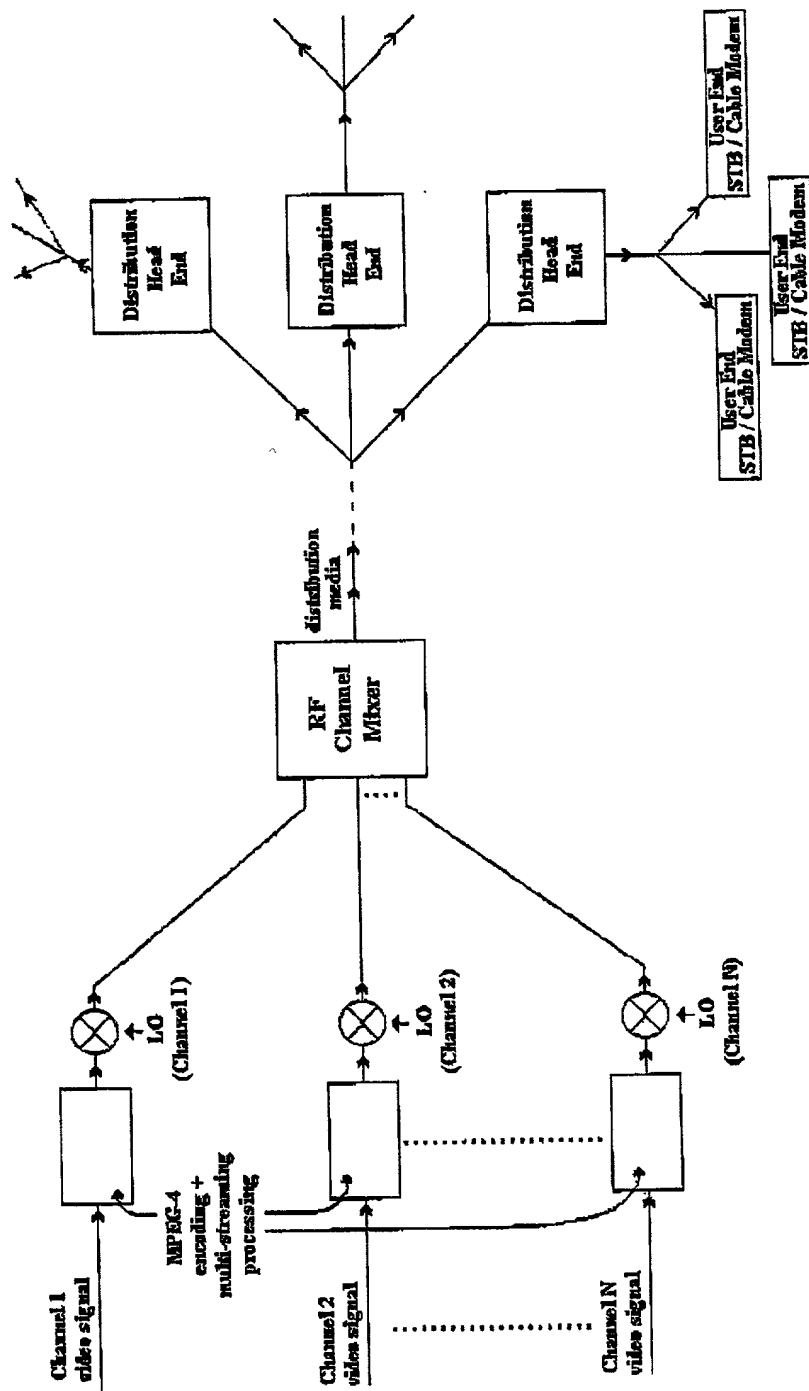 Channel 1
video signal
MPEG-4
encoding +
multi-streaming
processing
Channel 2
video signal
Channel N
video signal
LO
(Channel 1)
LO
(Channel 2)
LO
(Channel N)
RF
Channel
Mixer
distribution
media
Distribution
Head
End
Distribution
Head
End
Distribution
Head
End
User End
STB / Cable Modem
User End
STB / Cable Modem
User End
STB / Cable Modem